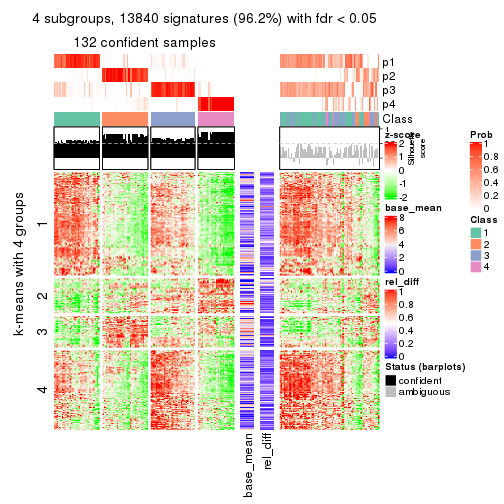 4 subgroups, 13840 signatures (96.2%) with fdr < 0.05
132 confident samples
p1
p2
p3
p4
Class
1
Silhouette
score
k-means with 4 groups
1
2
3
4
base_mean
rel_diff
z-score
2
1
0
-1
-2
base_mean
8
6
4
2
0
rel_diff
1
0.8
0.6
0.4
0.2
0
Status (barplots)
confident
ambiguous
Prob
1
0.8
0.6
0.4
0.2
0
Class
1
2
3
4